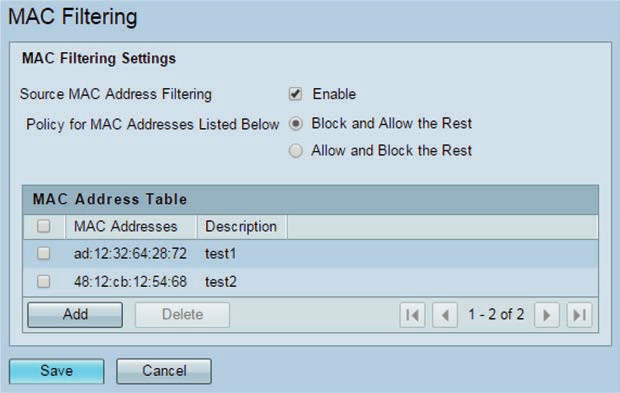 MAC Filtering
MAC Filtering Settings
Source MAC Address Filtering Enable
Policy for MAC Addresses Listed Below Block and Allow the Rest
Allow and Block the Rest
MAC Address Table
MAC Addresses Description
ad:12:32:64:28:72 test1
48:12:cb:12:54:68 test2
Add Delete 1 - 2 of 2
Save Cancel